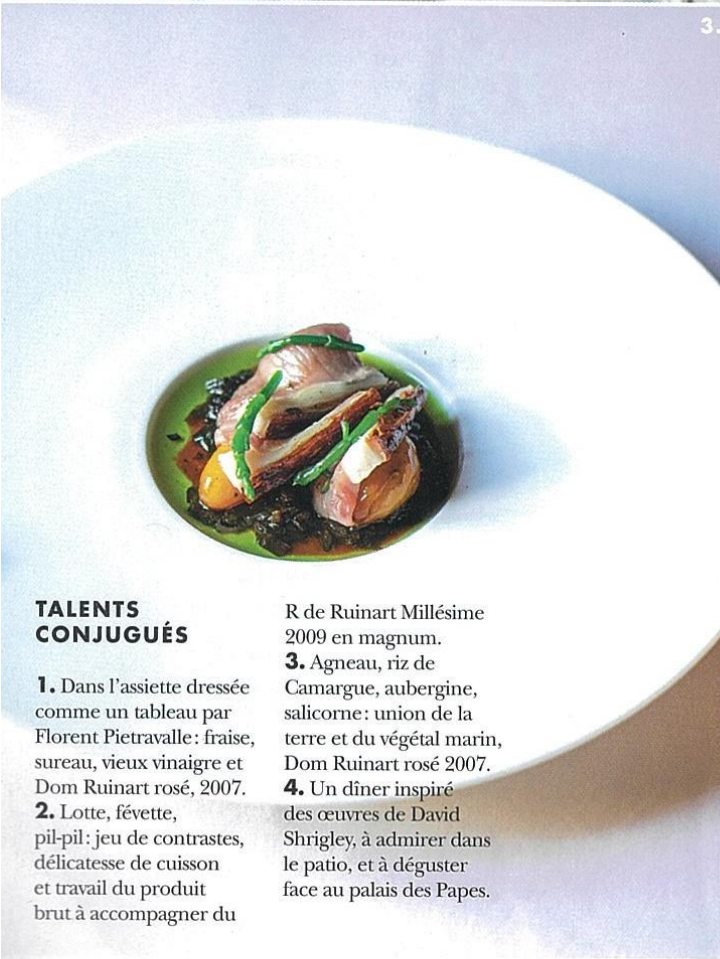 3.
TALENTS
CONJUGUÉS
1. Dans l'assiette dressée
comme un tableau par
Florent Pietravalle : fraise,
sureau, vieux vinaigre et
Dom Ruinart rosé, 2007.
2. Lotte, févette,
pil-pil : jeu de contrastes,
délicatesse de cuisson
et travail du produit
brut à accompagner du
R de Ruinart Millésime
2009 en magnum.
3. Agneau, riz de
Camargue, aubergine,
salicorne : union de la
terre et du végétal marin,
Dom Ruinart rosé 2007.
4. Un dîner inspiré
des œuvres de David
Shrigley, à admirer dans
le patio, et à déguster
face au palais des Papes.